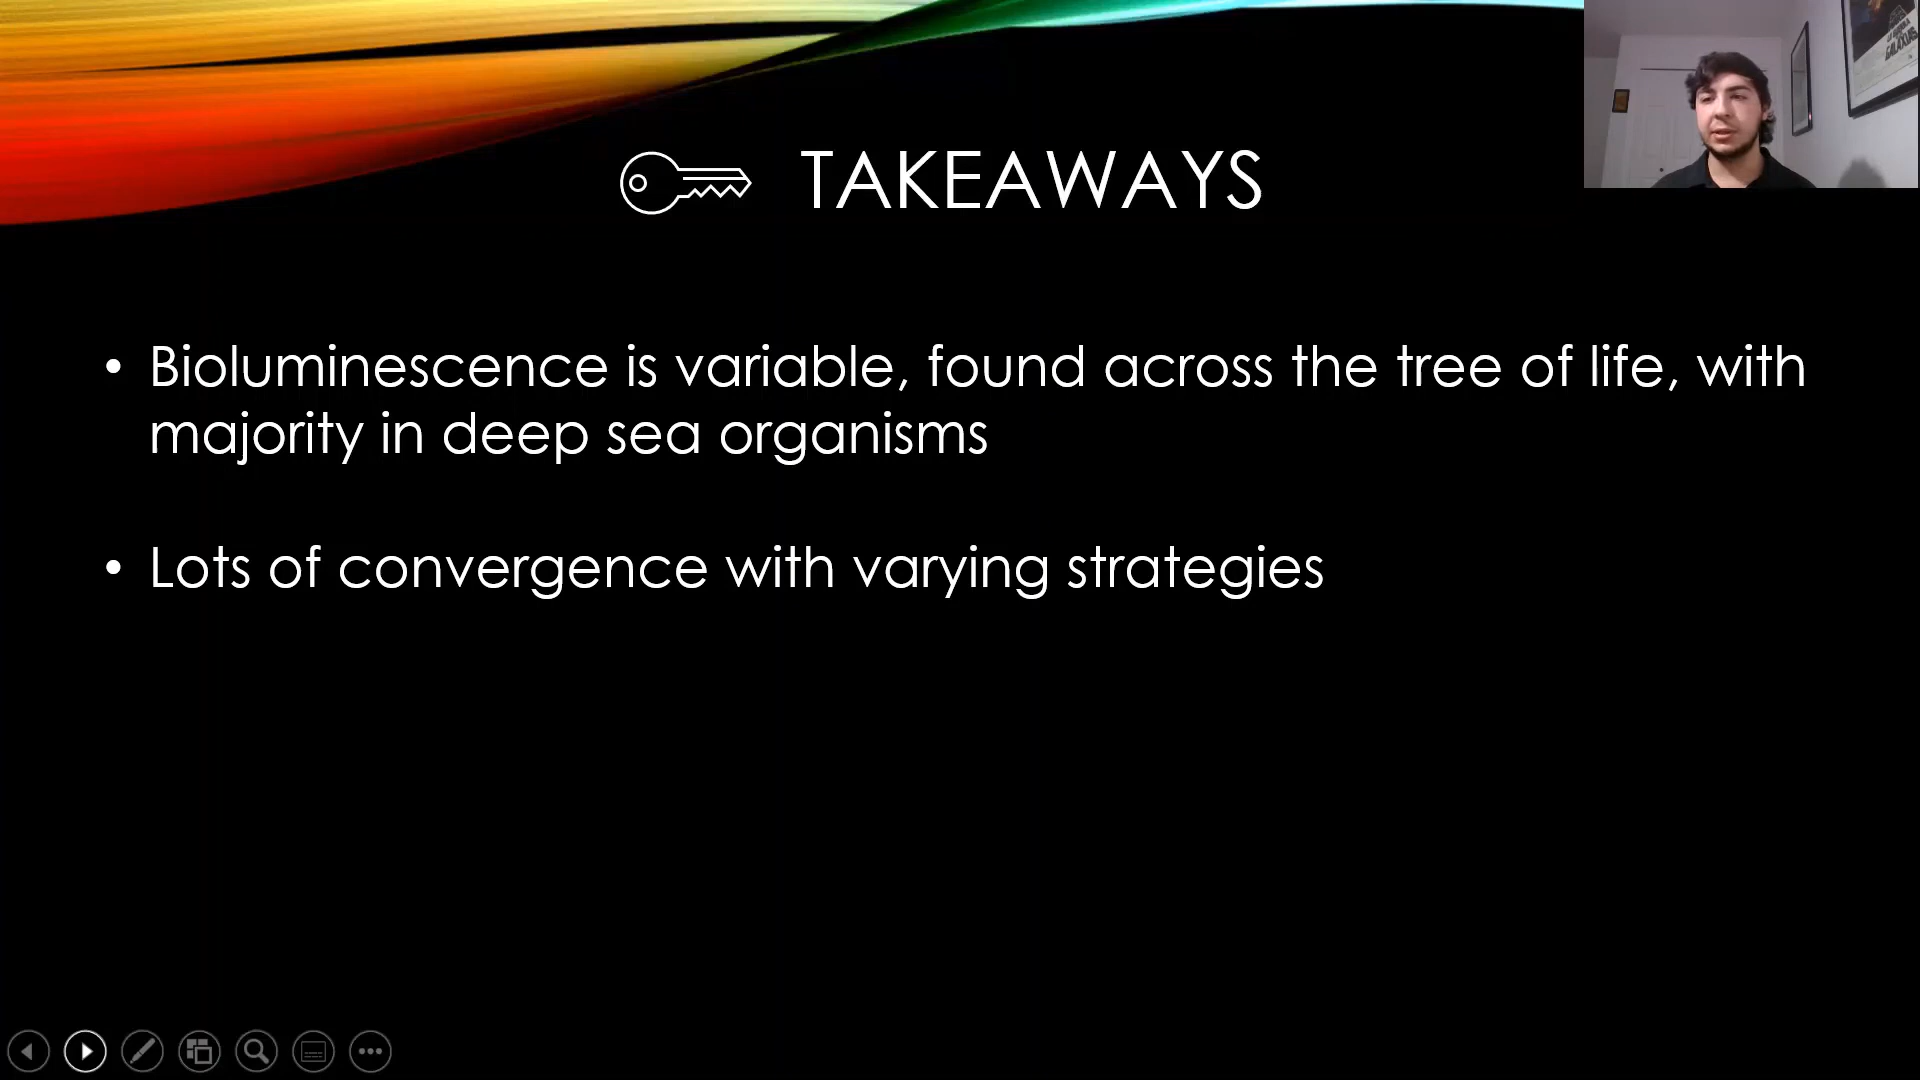 TAKEAWAYS
• Bioluminescence is variable, found across the tree of life, with
majority in deep sea organisms
• Lots of convergence with varying strategies